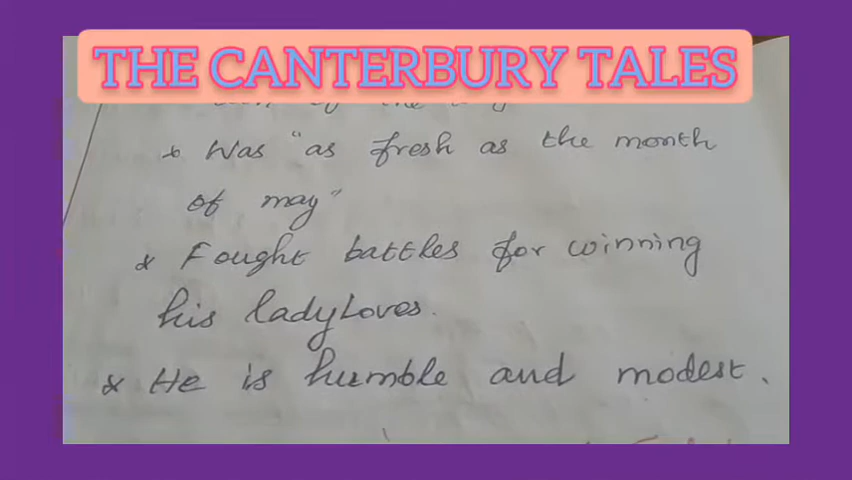 THE CANTERBURY TALES
* Was "as fresh as the month
of may"
* Fought battles for winning
his ladyLoves.
* He is humble and modest.